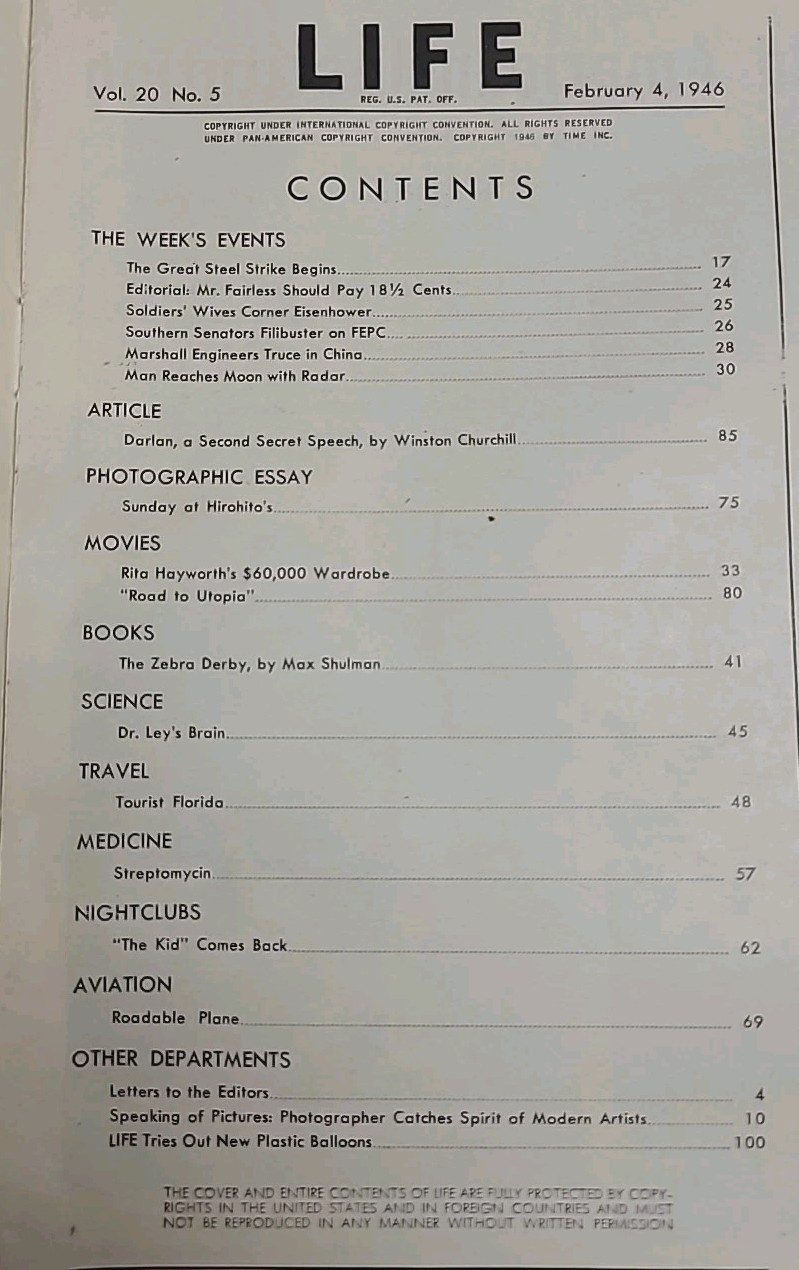 LIFE
Vol. 20 No. 5
REG. U.S. PAT. OFF.
February 4, 1946
COPYRIGHT UNDER INTERNATIONAL COPYRIGHT CONVENTION. ALL RIGHTS RESERVED
UNDER PAN-AMERICAN COPYRIGHT CONVENTION. COPYRIGHT 1946 BY TIME INC.
CONTENTS
THE WEEK'S EVENTS
The Great Steel Strike Begins 17
Editorial: Mr. Fairless Should Pay 18½ Cents 24
Soldiers' Wives Corner Eisenhower 25
Southern Senators Filibuster on FEPC 26
Marshall Engineers Truce in China 28
Man Reaches Moon with Radar 30
ARTICLE
Darlan, a Second Secret Speech, by Winston Churchill 85
PHOTOGRAPHIC ESSAY
Sunday at Hirohito's 75
MOVIES
Rita Hayworth's $60,000 Wardrobe 33
"Road to Utopia" 80
BOOKS
The Zebra Derby, by Max Shulman 41
SCIENCE
Dr. Ley's Brain 45
TRAVEL
Tourist Florida 48
MEDICINE
Streptomycin 57
NIGHTCLUBS
"The Kid" Comes Back 62
AVIATION
Roadable Plane 69
OTHER DEPARTMENTS
Letters to the Editors 4
Speaking of Pictures: Photographer Catches Spirit of Modern Artists 10
LIFE Tries Out New Plastic Balloons 100
THE COVER AND ENTIRE CONTENTS OF LIFE ARE FULLY PROTECTED BY COPY-
RIGHTS IN THE UNITED STATES AND IN FOREIGN COUNTRIES AND MUST
NOT BE REPRODUCED IN ANY MANNER WITHOUT WRITTEN PERMISSION